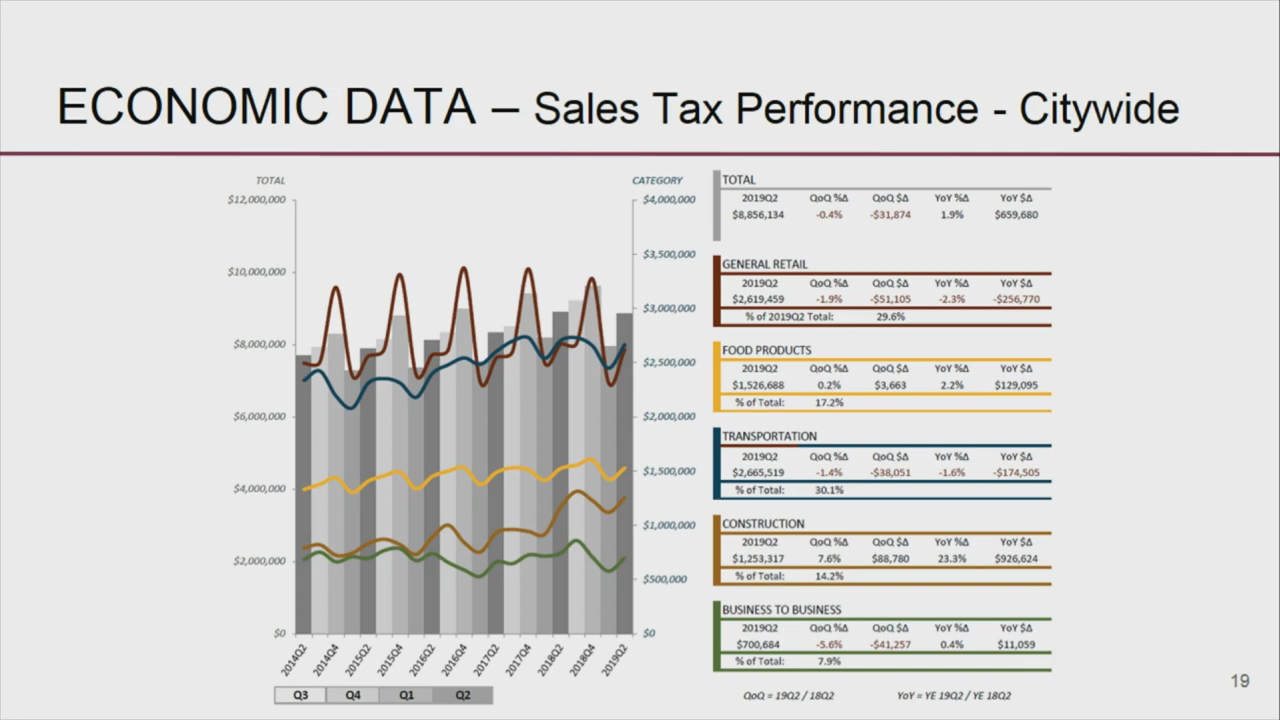 ECONOMIC DATA – Sales Tax Performance - Citywide
TOTAL
CATEGORY
$12,000,000
$10,000,000
$8,000,000
$6,000,000
$4,000,000
$2,000,000
$0
$4,000,000
$3,500,000
$3,000,000
$2,500,000
$2,000,000
$1,500,000
$1,000,000
$500,000
$0
2014Q2 2014Q4 2015Q2 2015Q4 2016Q2 2016Q4 2017Q2 2017Q4 2018Q2 2018Q4 2019Q2
Q3 Q4 Q1 Q2
TOTAL
2019Q2 QoQ %Δ QoQ $Δ YoY %Δ YoY $Δ
$8,856,134 -0.4% -$31,874 1.9% $659,680
GENERAL RETAIL
2019Q2 QoQ %Δ QoQ $Δ YoY %Δ YoY $Δ
$2,619,459 -1.9% -$51,105 -2.3% -$256,770
% of 2019Q2 Total: 29.6%
FOOD PRODUCTS
2019Q2 QoQ %Δ QoQ $Δ YoY %Δ YoY $Δ
$1,526,688 0.2% $3,663 2.2% $129,095
% of Total: 17.2%
TRANSPORTATION
2019Q2 QoQ %Δ QoQ $Δ YoY %Δ YoY $Δ
$2,665,519 -1.4% -$38,051 -1.6% -$174,505
% of Total: 30.1%
CONSTRUCTION
2019Q2 QoQ %Δ QoQ $Δ YoY %Δ YoY $Δ
$1,253,317 7.6% $88,780 23.3% $926,624
% of Total: 14.2%
BUSINESS TO BUSINESS
2019Q2 QoQ %Δ QoQ $Δ YoY %Δ YoY $Δ
$700,684 -5.6% -$41,257 0.4% $11,059
% of Total: 7.9%
QoQ = 19Q2 / 18Q2 YoY = YE 19Q2 / YE 18Q2
19